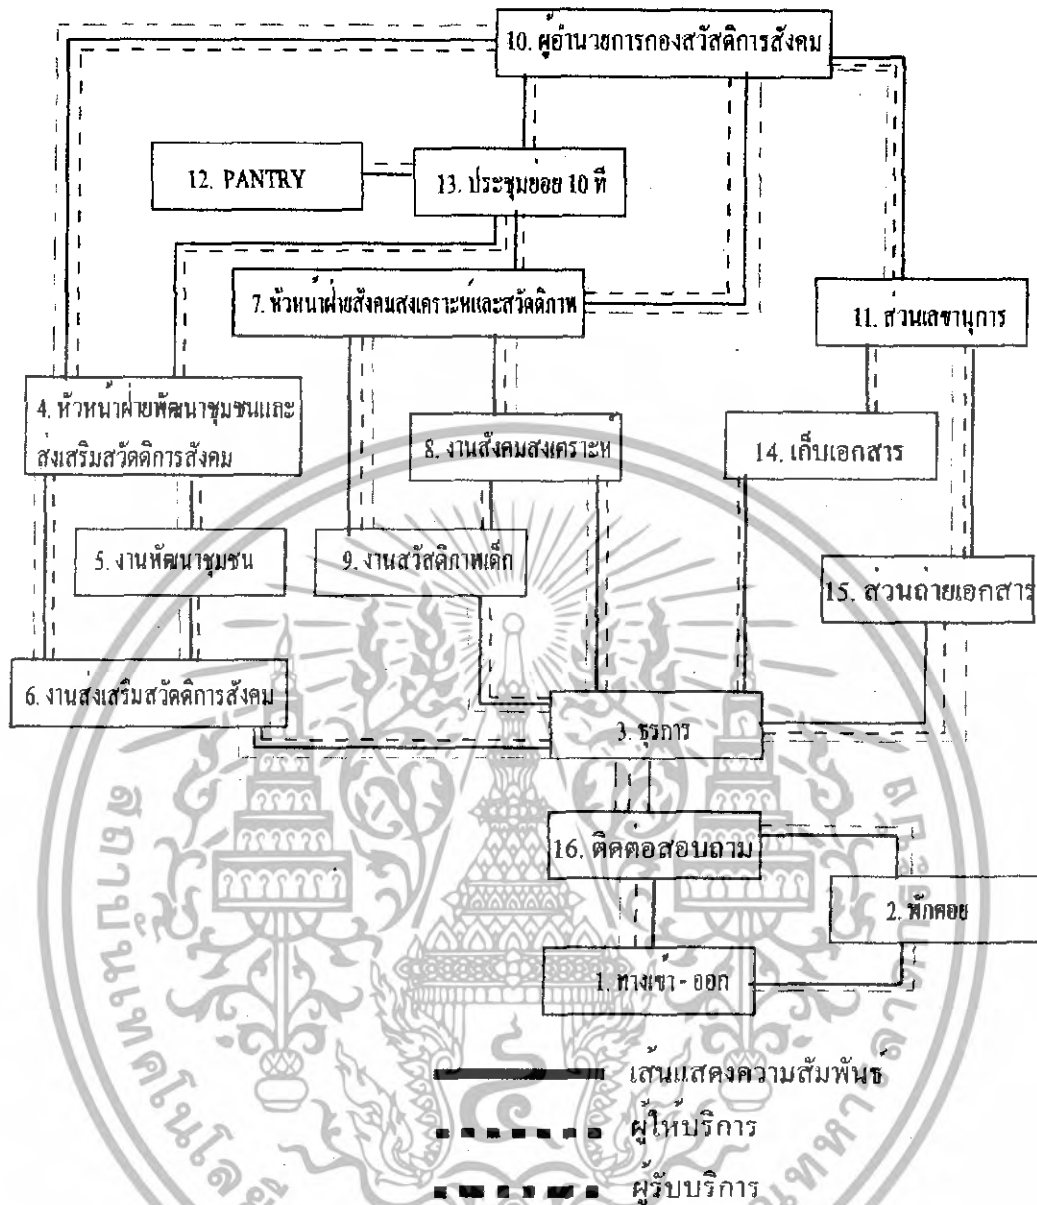 10. ผู้อำนวยการกองสวัสดิการสังคม
12. PANTRY
13. ประชุมย่อย 10 ที่
7. หัวหน้าฝ่ายสังคมสงเคราะห์และสวัดดิภาพ
11. ส่วนเลขานุการ
4. หัวหน้าฝ่ายพัฒนาชุมชนและ
ส่งเสริมสวัดดิการสังคม
8. งานสังคมสงเคราะห์
14. เก็บเอกสาร
5. งานพัฒนาชุมชน
9. งานสวัสดิภาพเด็ก
15. ส่วนถ่ายเอกสาร
6. งานส่งเสริมสวัดดิการสังคม
3. ธุรการ
16. ติดต่อสอบถาม
2. พักคอย
1. ทางเข้า - ออก
เส้นแสดงความสัมพันธ์
ผู้ให้บริการ
ผู้รับบริการ